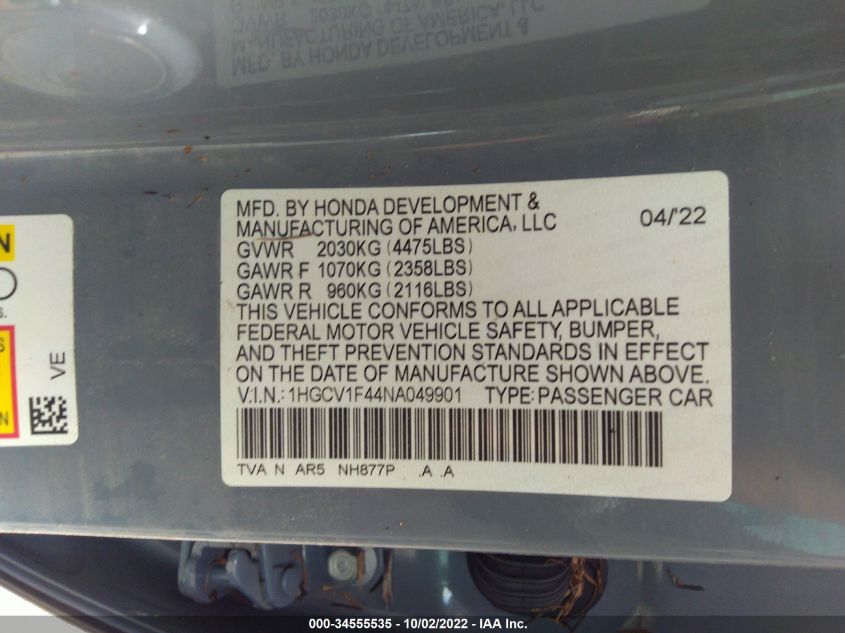 MFD. BY HONDA DEVELOPMENT &
MANUFACTURING OF AMERICA, LLC 04/'22
GVWR 2030KG (4475LBS)
GAWR F 1070KG (2358LBS)
GAWR R 960KG (2116LBS)
THIS VEHICLE CONFORMS TO ALL APPLICABLE
FEDERAL MOTOR VEHICLE SAFETY, BUMPER,
AND THEFT PREVENTION STANDARDS IN EFFECT
ON THE DATE OF MANUFACTURE SHOWN ABOVE.
V.I.N.: 1HGCV1F44NA049901 TYPE: PASSENGER CAR
TVA N AR5 NH877P .A .A
VE
000-34555535 - 10/02/2022 - IAA Inc.